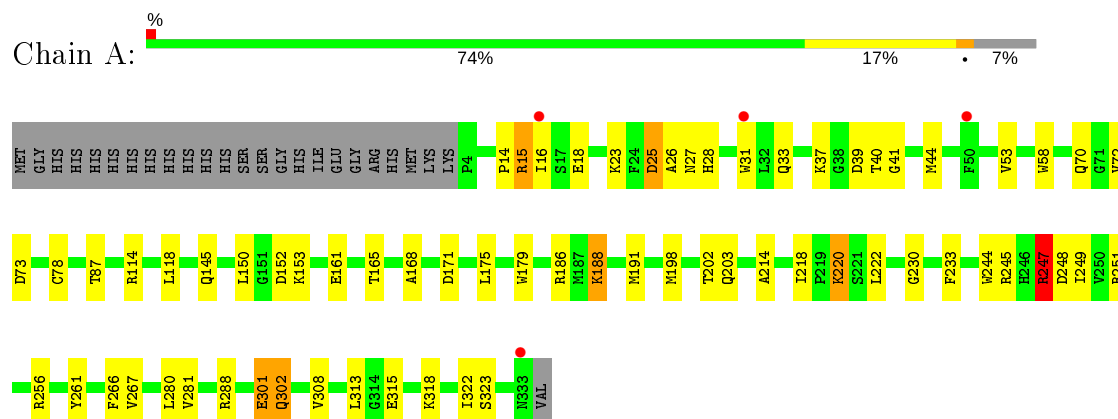 %
Chain A:
74% 17% • 7%
MET GLY HIS HIS HIS HIS HIS HIS HIS HIS HIS HIS SER SER GLY HIS ILE GLU GLY ARG HIS MET LYS LYS P4 P14 R15 I16 S17 E18 K23 F24 D25 A26 N27 H28 W31 L32 Q33 K37 G38 D39 T40 G41 M44 F50 V53 W58 Q70 G71 V72
D73 C78 T87 R114 L118 Q145 L150 G151 D152 K153 E161 T165 A168 D171 L175 W179 R186 M187 K188 M191 M198 T202 Q203 A214 I218 P219 K220 S221 L222 G230 F233 W244 R245 H246 R247 D248 I249 V250
R256 Y261 F266 V267 L280 V281 R288 E301 Q302 V308 L313 G314 E315 K318 I322 S323 N333 VAL